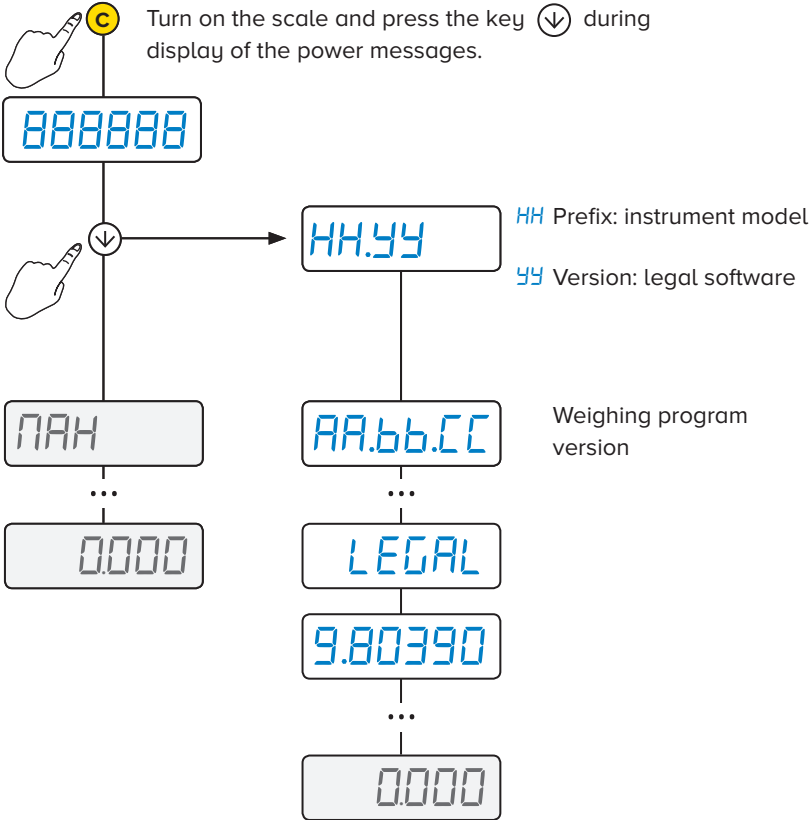 C
Turn on the scale and press the key ↓ during
display of the power messages.
888888
↓
HH.YY
HH Prefix: instrument model
YY Version: legal software
MAH
AA.bb.CC
Weighing program
version
...
...
0.000
LEGAL
9.80390
...
0.000